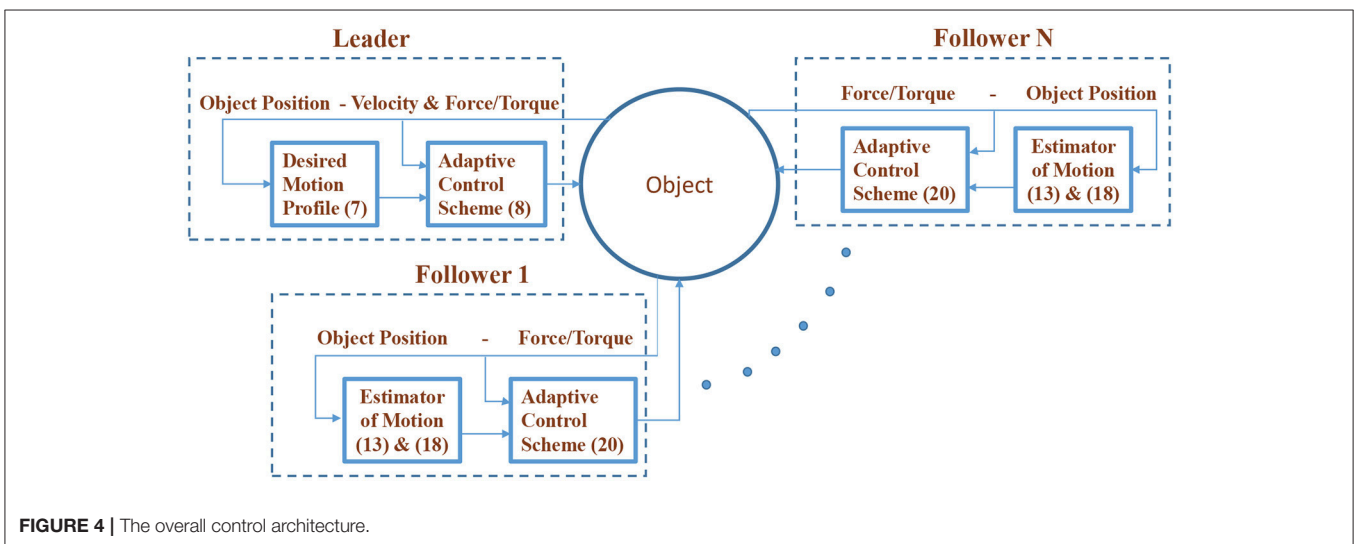 Leader
Object Position - Velocity & Force/Torque
Desired
Motion
Profile (7)
Adaptive
Control
Scheme (8)
Object
Follower N
Force/Torque - Object Position
Adaptive
Control
Scheme (20)
Estimator
of Motion
(13) & (18)
Follower 1
Object Position - Force/Torque
Estimator
of Motion
(13) & (18)
Adaptive
Control
Scheme (20)
FIGURE 4 | The overall control architecture.